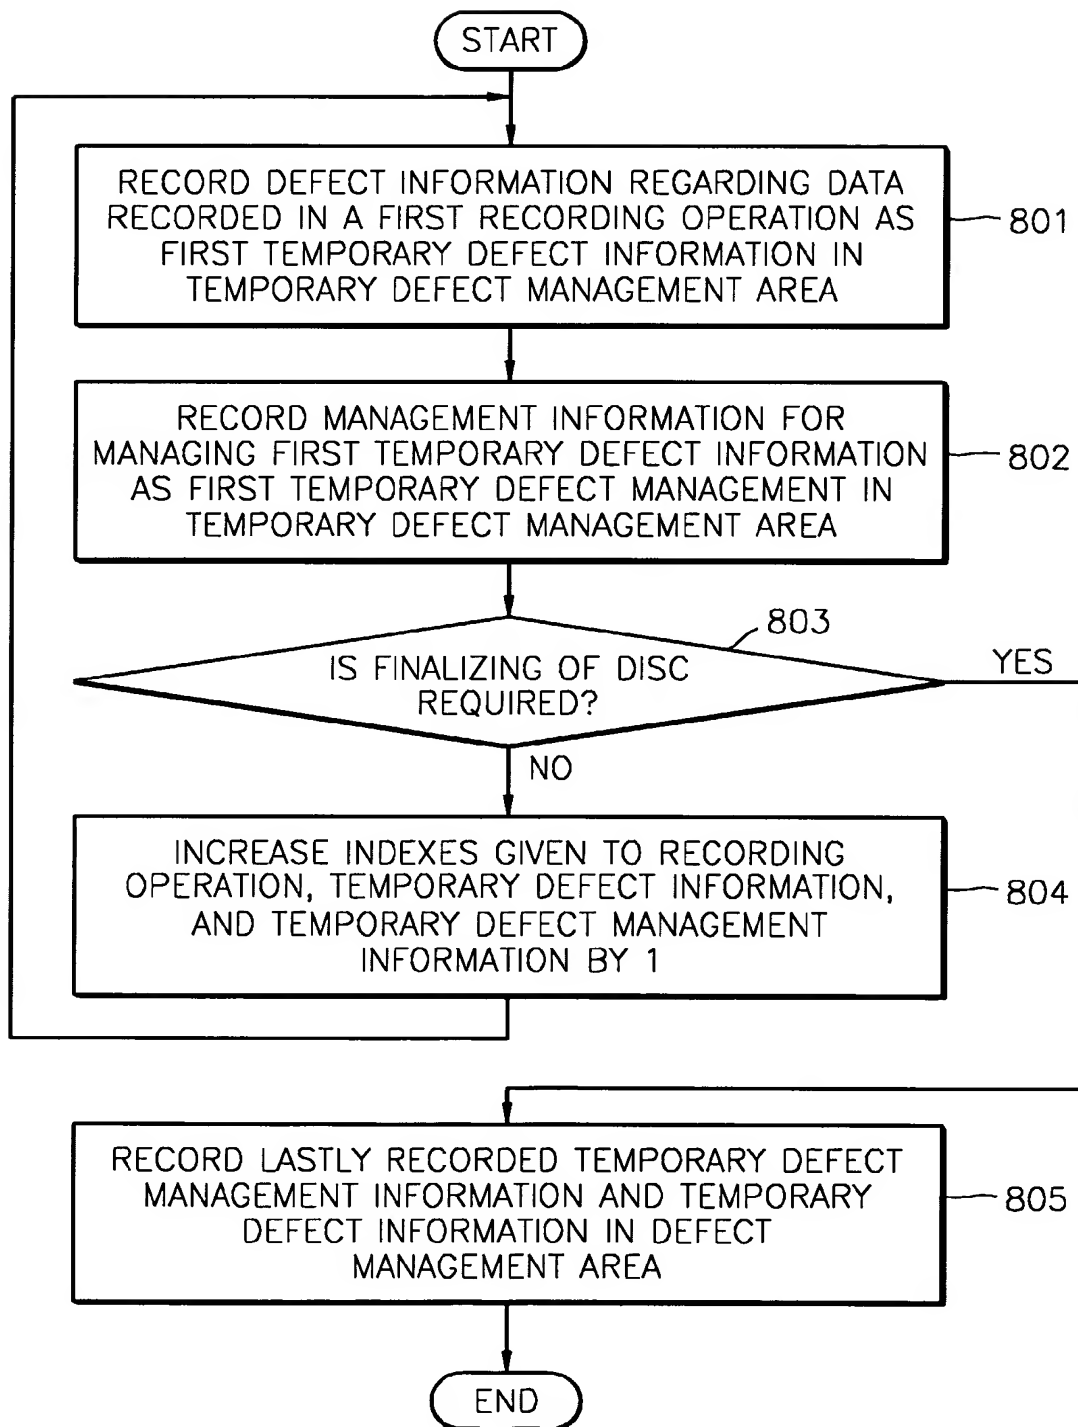 START
RECORD DEFECT INFORMATION REGARDING DATA
RECORDED IN A FIRST RECORDING OPERATION AS
FIRST TEMPORARY DEFECT INFORMATION IN
TEMPORARY DEFECT MANAGEMENT AREA
801
RECORD MANAGEMENT INFORMATION FOR
MANAGING FIRST TEMPORARY DEFECT INFORMATION
AS FIRST TEMPORARY DEFECT MANAGEMENT IN
TEMPORARY DEFECT MANAGEMENT AREA
802
803
IS FINALIZING OF DISC
REQUIRED?
YES
NO
INCREASE INDEXES GIVEN TO RECORDING
OPERATION, TEMPORARY DEFECT INFORMATION,
AND TEMPORARY DEFECT MANAGEMENT
INFORMATION BY 1
804
RECORD LASTLY RECORDED TEMPORARY DEFECT
MANAGEMENT INFORMATION AND TEMPORARY
DEFECT INFORMATION IN DEFECT
MANAGEMENT AREA
805
END